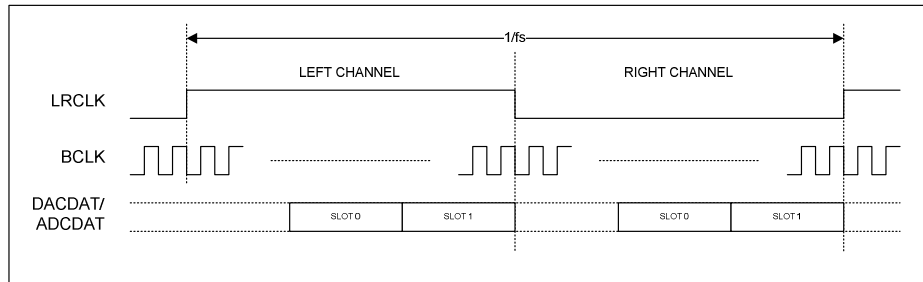 1/fs
LEFT CHANNEL
RIGHT CHANNEL
LRCLK
BCLK
DACDAT/
ADCDAT
SLOT 0
SLOT 1
SLOT 0
SLOT 1